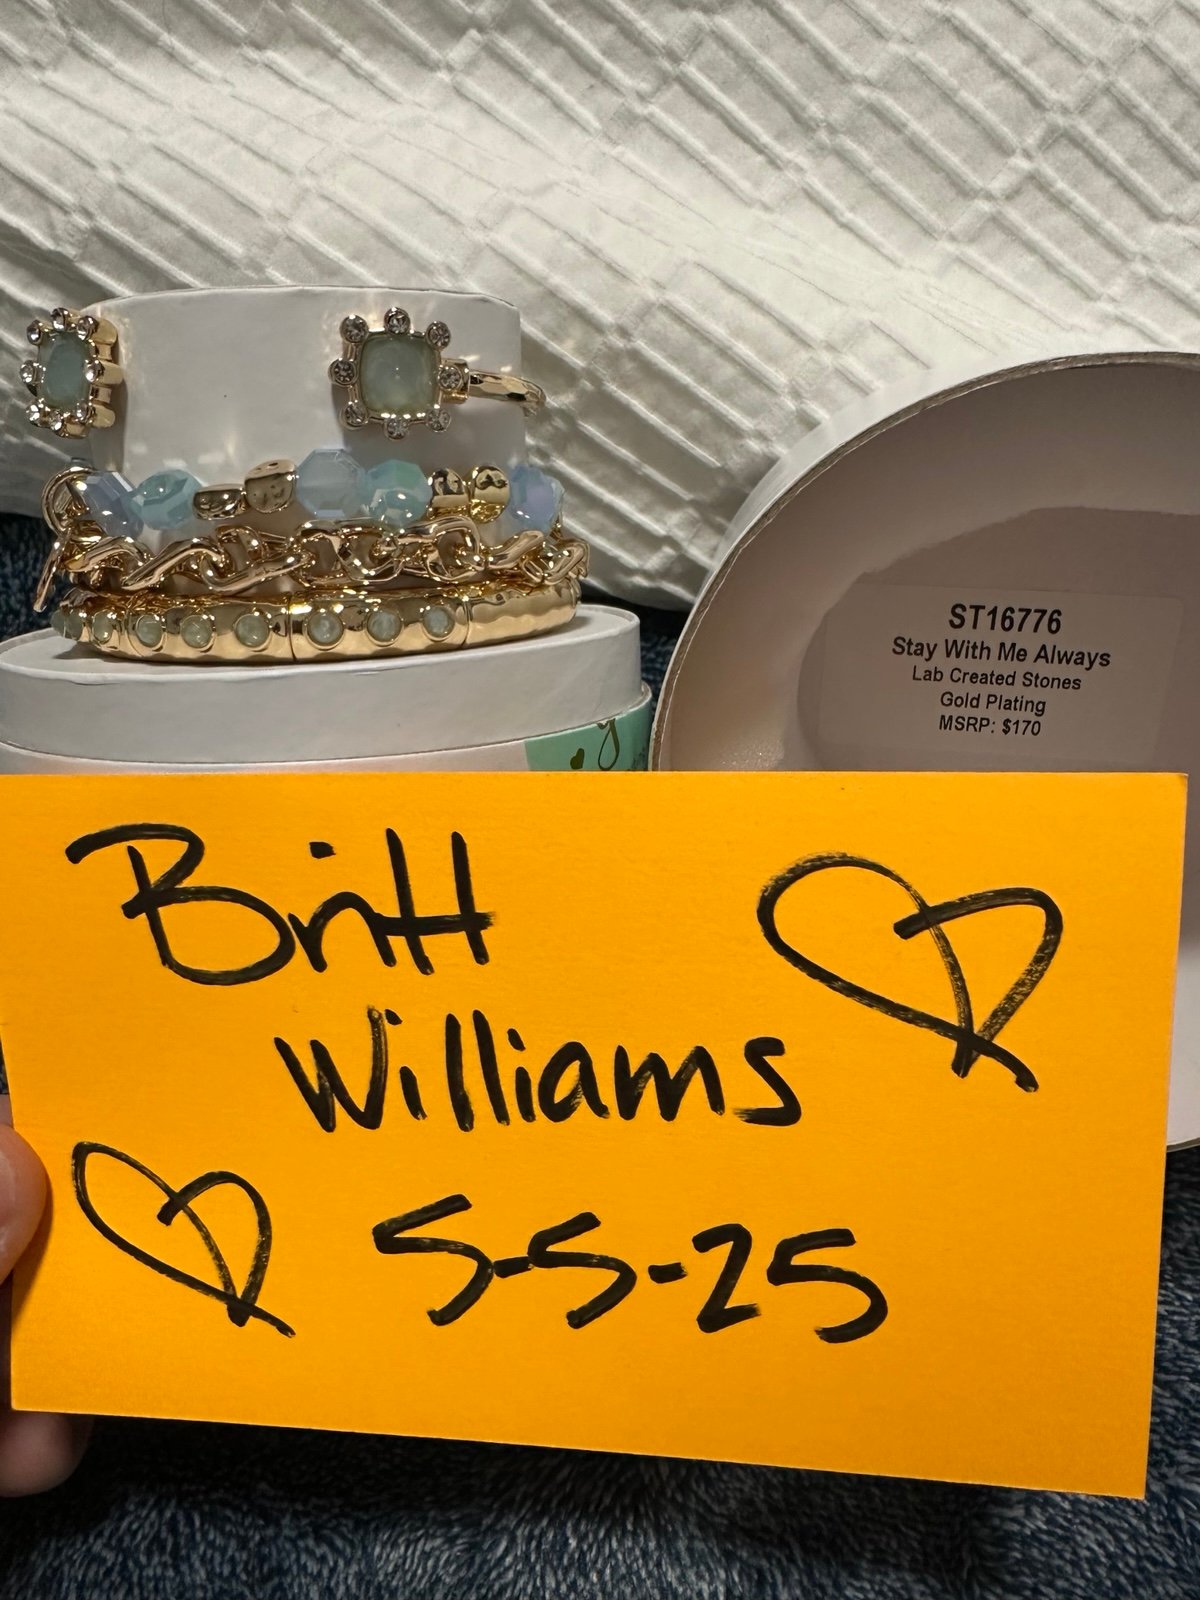 ST16776
Stay With Me Always
Lab Created Stones
Gold Plating
MSRP: $170
Britt
Williams
5-5-25